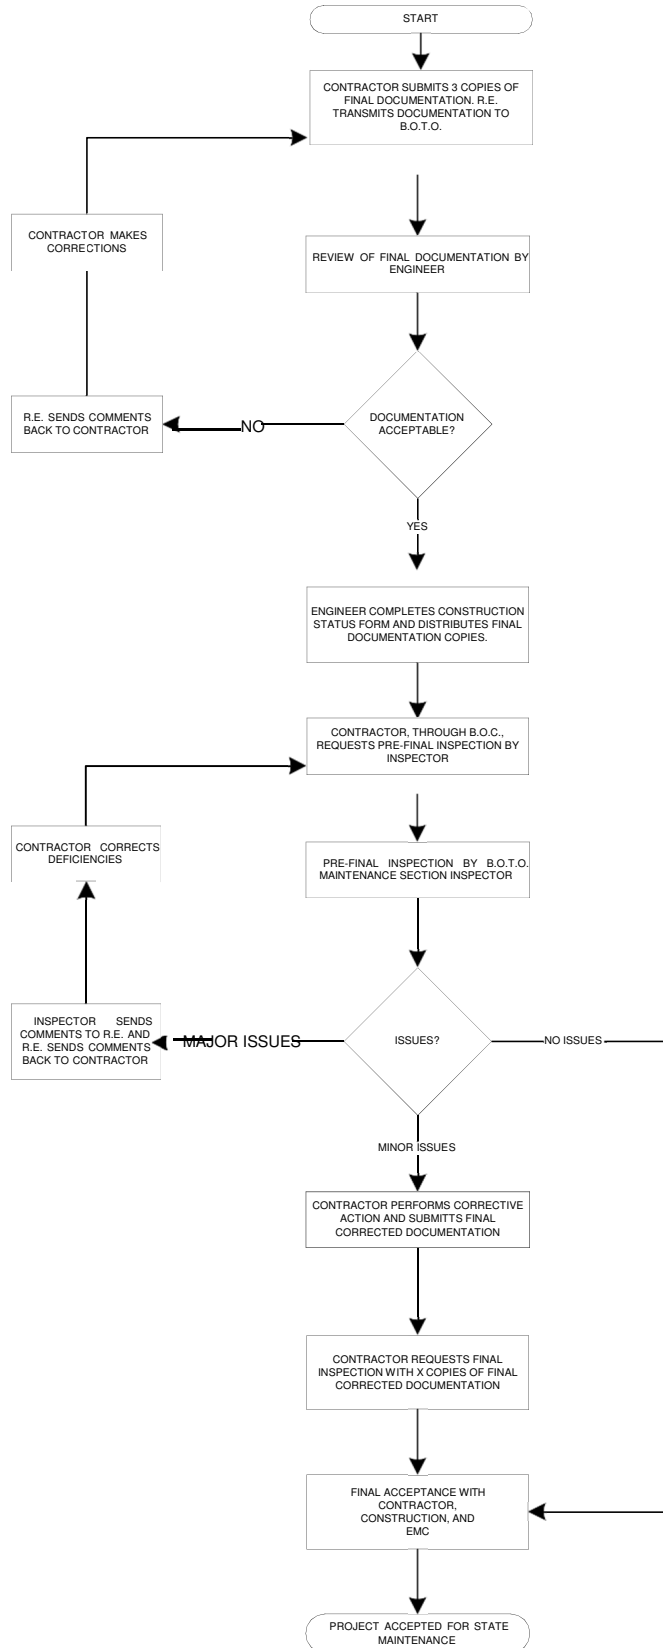 START
CONTRACTOR SUBMITS 3 COPIES OF
FINAL DOCUMENTATION. R.E.
TRANSMITS DOCUMENTATION TO
B.O.T.O.
CONTRACTOR MAKES
CORRECTIONS
REVIEW OF FINAL DOCUMENTATION BY
ENGINEER
R.E. SENDS COMMENTS
BACK TO CONTRACTOR
NO
DOCUMENTATION
ACCEPTABLE?
YES
ENGINEER COMPLETES CONSTRUCTION
STATUS FORM AND DISTRIBUTES FINAL
DOCUMENTATION COPIES.
CONTRACTOR, THROUGH B.O.C.,
REQUESTS PRE-FINAL INSPECTION BY
INSPECTOR
CONTRACTOR CORRECTS
DEFICIENCIES
PRE-FINAL INSPECTION BY B.O.T.O.
MAINTENANCE SECTION INSPECTOR
INSPECTOR SENDS
COMMENTS TO R.E. AND
R.E. SENDS COMMENTS
BACK TO CONTRACTOR
MAJOR ISSUES
ISSUES?
NO ISSUES
MINOR ISSUES
CONTRACTOR PERFORMS CORRECTIVE
ACTION AND SUBMITTS FINAL
CORRECTED DOCUMENTATION
CONTRACTOR REQUESTS FINAL
INSPECTION WITH X COPIES OF FINAL
CORRECTED DOCUMENTATION
FINAL ACCEPTANCE WITH
CONTRACTOR,
CONSTRUCTION, AND
EMC
PROJECT ACCEPTED FOR STATE
MAINTENANCE